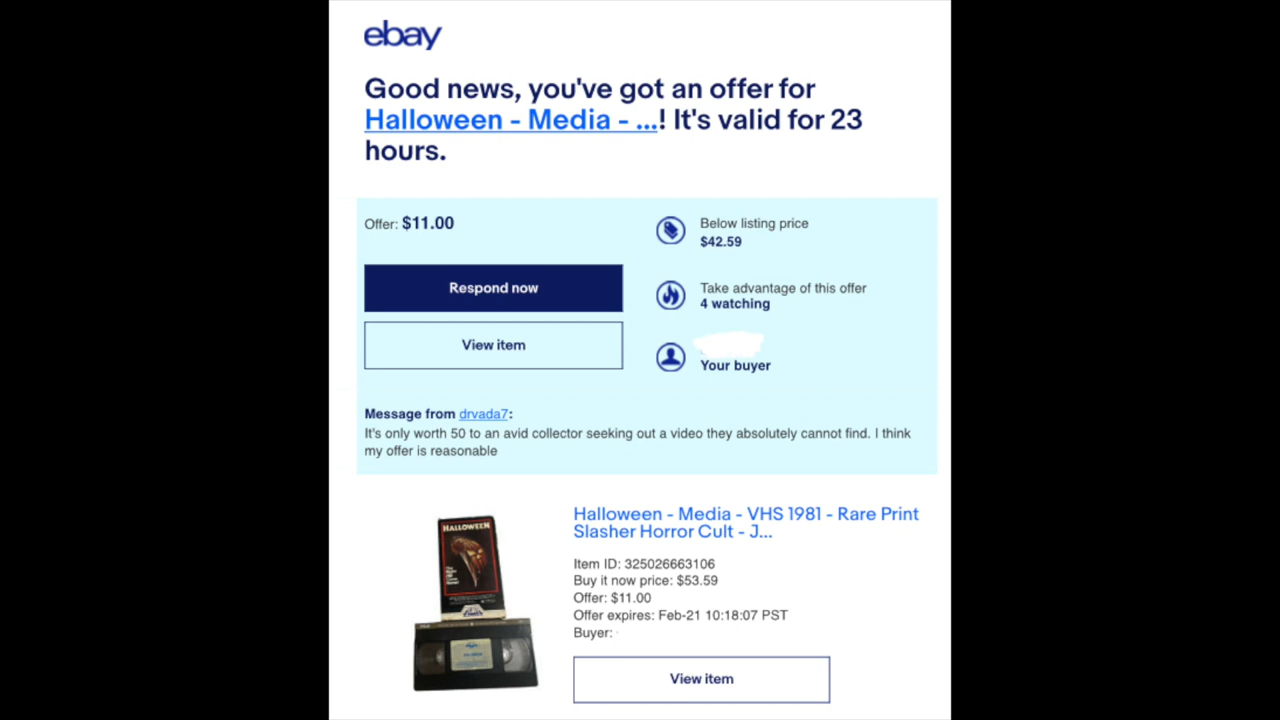 ebay
Good news, you've got an offer for
Halloween - Media - ...! It's valid for 23
hours.
Offer: $11.00
Below listing price
$42.59
Respond now
Take advantage of this offer
4 watching
View item
Your buyer
Message from drvada7:
It's only worth 50 to an avid collector seeking out a video they absolutely cannot find. I think
my offer is reasonable
Halloween - Media - VHS 1981 - Rare Print
Slasher Horror Cult - J...
Item ID: 325026663106
Buy it now price: $53.59
Offer: $11.00
Offer expires: Feb-21 10:18:07 PST
Buyer:
View item
HALLOWEEN